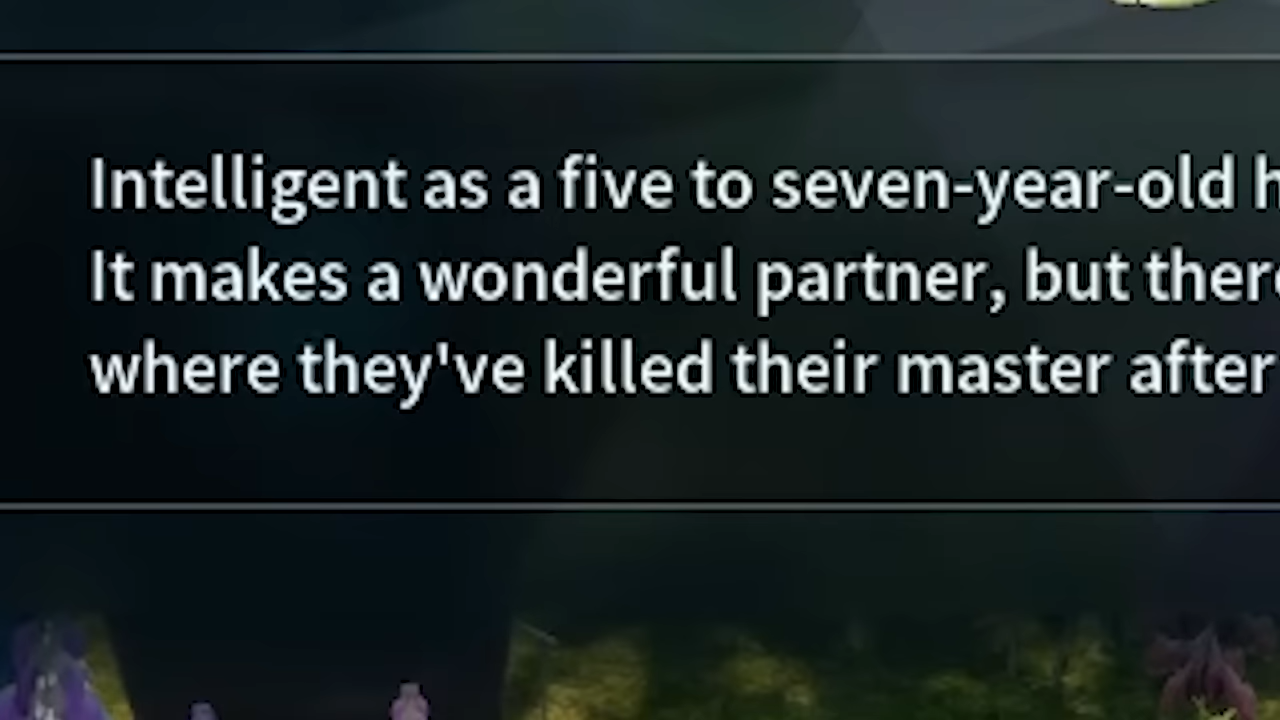 Intelligent as a five to seven-year-old
It makes a wonderful partner, but
where they've killed their master after